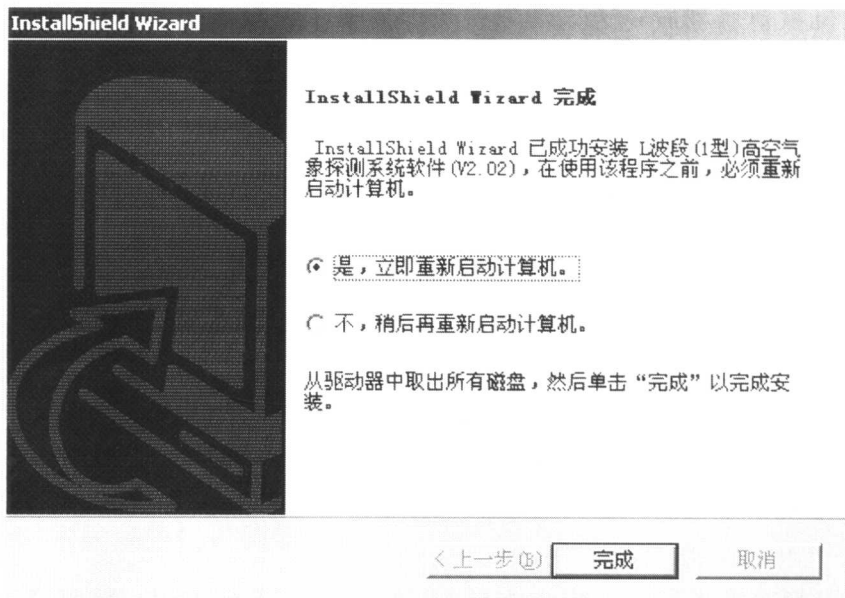 InstallShield Wizard
InstallShield Wizard 完成
InstallShield Wizard 已成功安装 L波段(1型)高空气
象探测系统软件(V2.02)，在使用该程序之前，必须重新
启动计算机。
是，立即重新启动计算机。
不，稍后再重新启动计算机。
从驱动器中取出所有磁盘，然后单击“完成”以完成安
装。
<上一步(B) 完成 取消